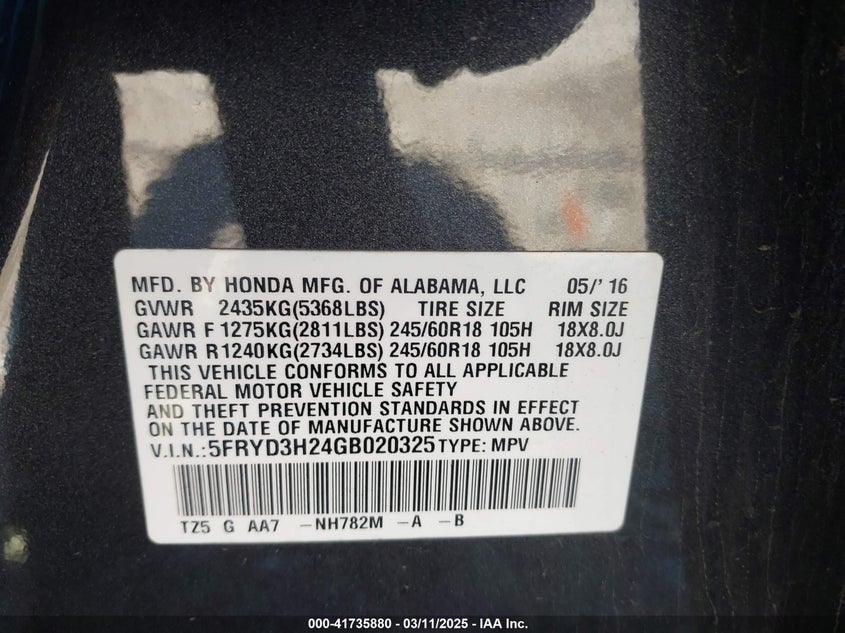 MFD. BY HONDA MFG. OF ALABAMA, LLC 05/' 16
GVWR 2435KG(5368LBS) TIRE SIZE RIM SIZE
GAWR F 1275KG(2811LBS) 245/60R18 105H 18X8.0J
GAWR R1240KG(2734LBS) 245/60R18 105H 18X8.0J
THIS VEHICLE CONFORMS TO ALL APPLICABLE
FEDERAL MOTOR VEHICLE SAFETY
AND THEFT PREVENTION STANDARDS IN EFFECT
ON THE DATE OF MANUFACTURE SHOWN ABOVE.
V.I.N.:5FRYD3H24GB020325 TYPE: MPV
TZ5 G AA7 -NH782M -A -B
000-41735880 - 03/11/2025 - IAA Inc.